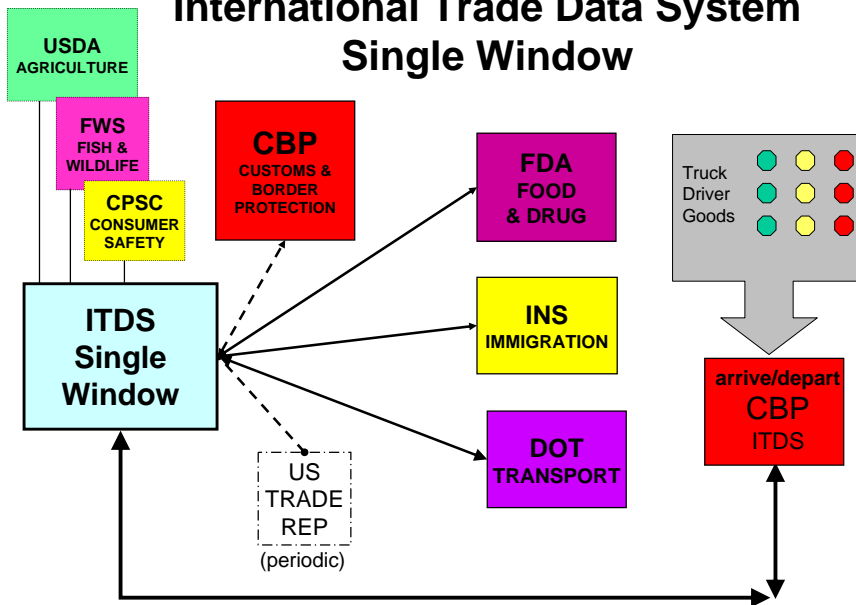 International Trade Data System
Single Window
USDA
AGRICULTURE
FWS
FISH &
WILDLIFE
CPSC
CONSUMER
SAFETY
CBP
CUSTOMS &
BORDER
PROTECTION
FDA
FOOD
& DRUG
Truck
Driver
Goods
ITDS
Single
Window
INS
IMMIGRATION
arrive/depart
CBP
ITDS
DOT
TRANSPORT
US
TRADE
REP
(periodic)